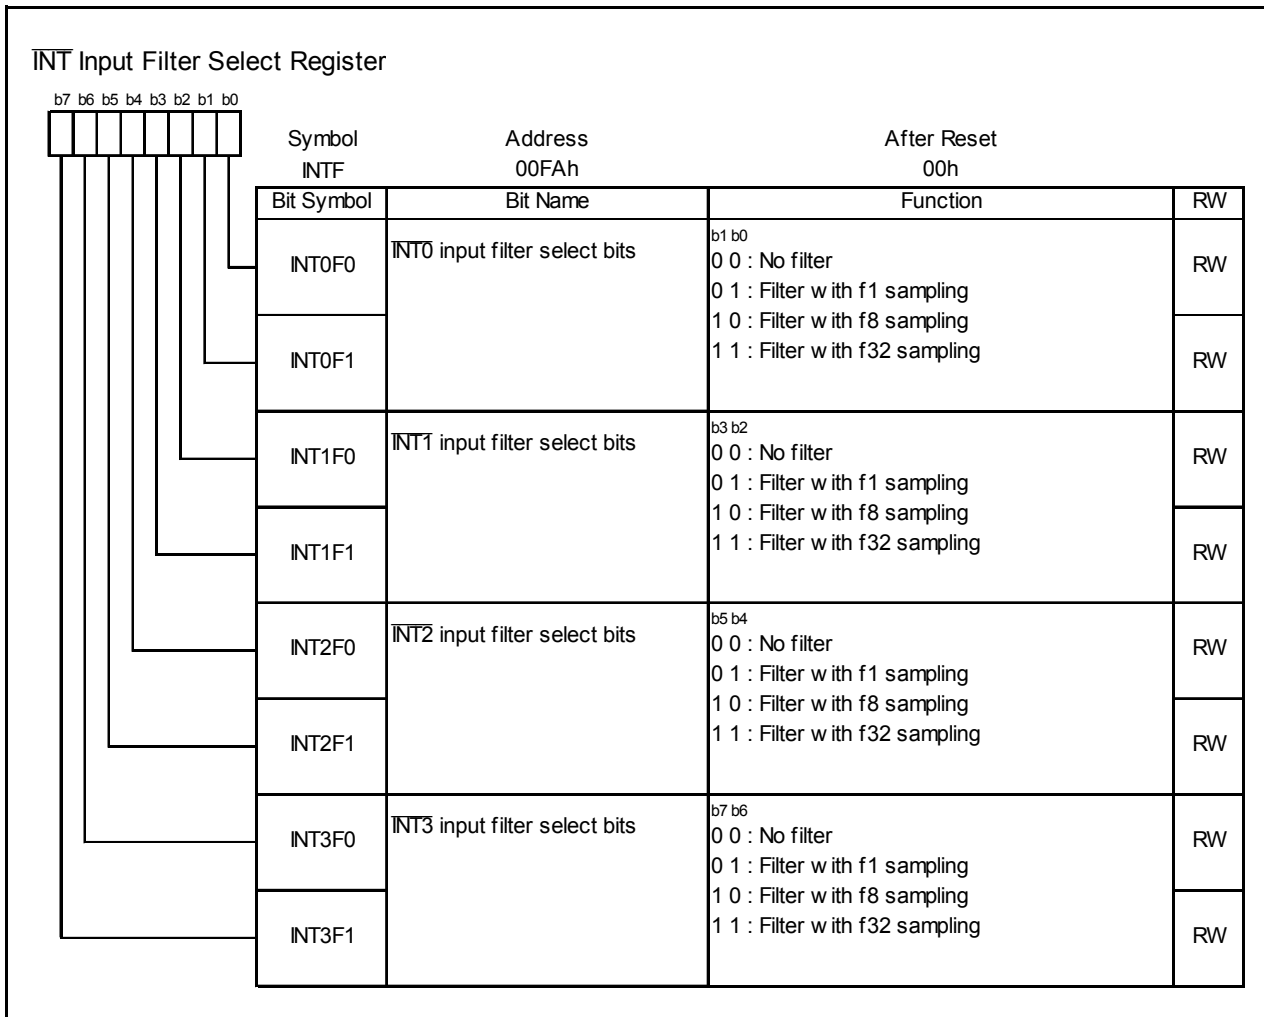 INT Input Filter Select Register
b7 b6 b5 b4 b3 b2 b1 b0
Symbol Address After Reset
INTF 00FAh 00h
Bit Symbol Bit Name Function RW
INT0F0 INT0 input filter select bits b1 b0 RW
0 0 : No filter
0 1 : Filter with f1 sampling
1 0 : Filter with f8 sampling
INT0F1 1 1 : Filter with f32 sampling RW
INT1F0 INT1 input filter select bits b3 b2 RW
0 0 : No filter
0 1 : Filter with f1 sampling
1 0 : Filter with f8 sampling
INT1F1 1 1 : Filter with f32 sampling RW
INT2F0 INT2 input filter select bits b5 b4 RW
0 0 : No filter
0 1 : Filter with f1 sampling
1 0 : Filter with f8 sampling
INT2F1 1 1 : Filter with f32 sampling RW
INT3F0 INT3 input filter select bits b7 b6 RW
0 0 : No filter
0 1 : Filter with f1 sampling
1 0 : Filter with f8 sampling
INT3F1 1 1 : Filter with f32 sampling RW